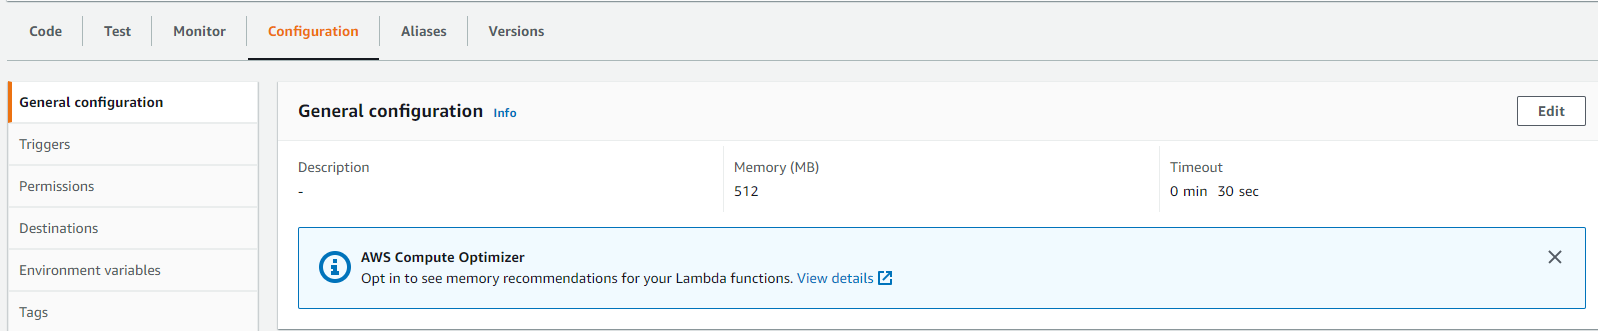 Code Test Monitor Configuration Aliases Versions
General configuration
Triggers
Permissions
Destinations
Environment variables
Tags
General configuration Info
Edit
Description
-
Memory (MB)
512
Timeout
0 min 30 sec
AWS Compute Optimizer
Opt in to see memory recommendations for your Lambda functions. View details